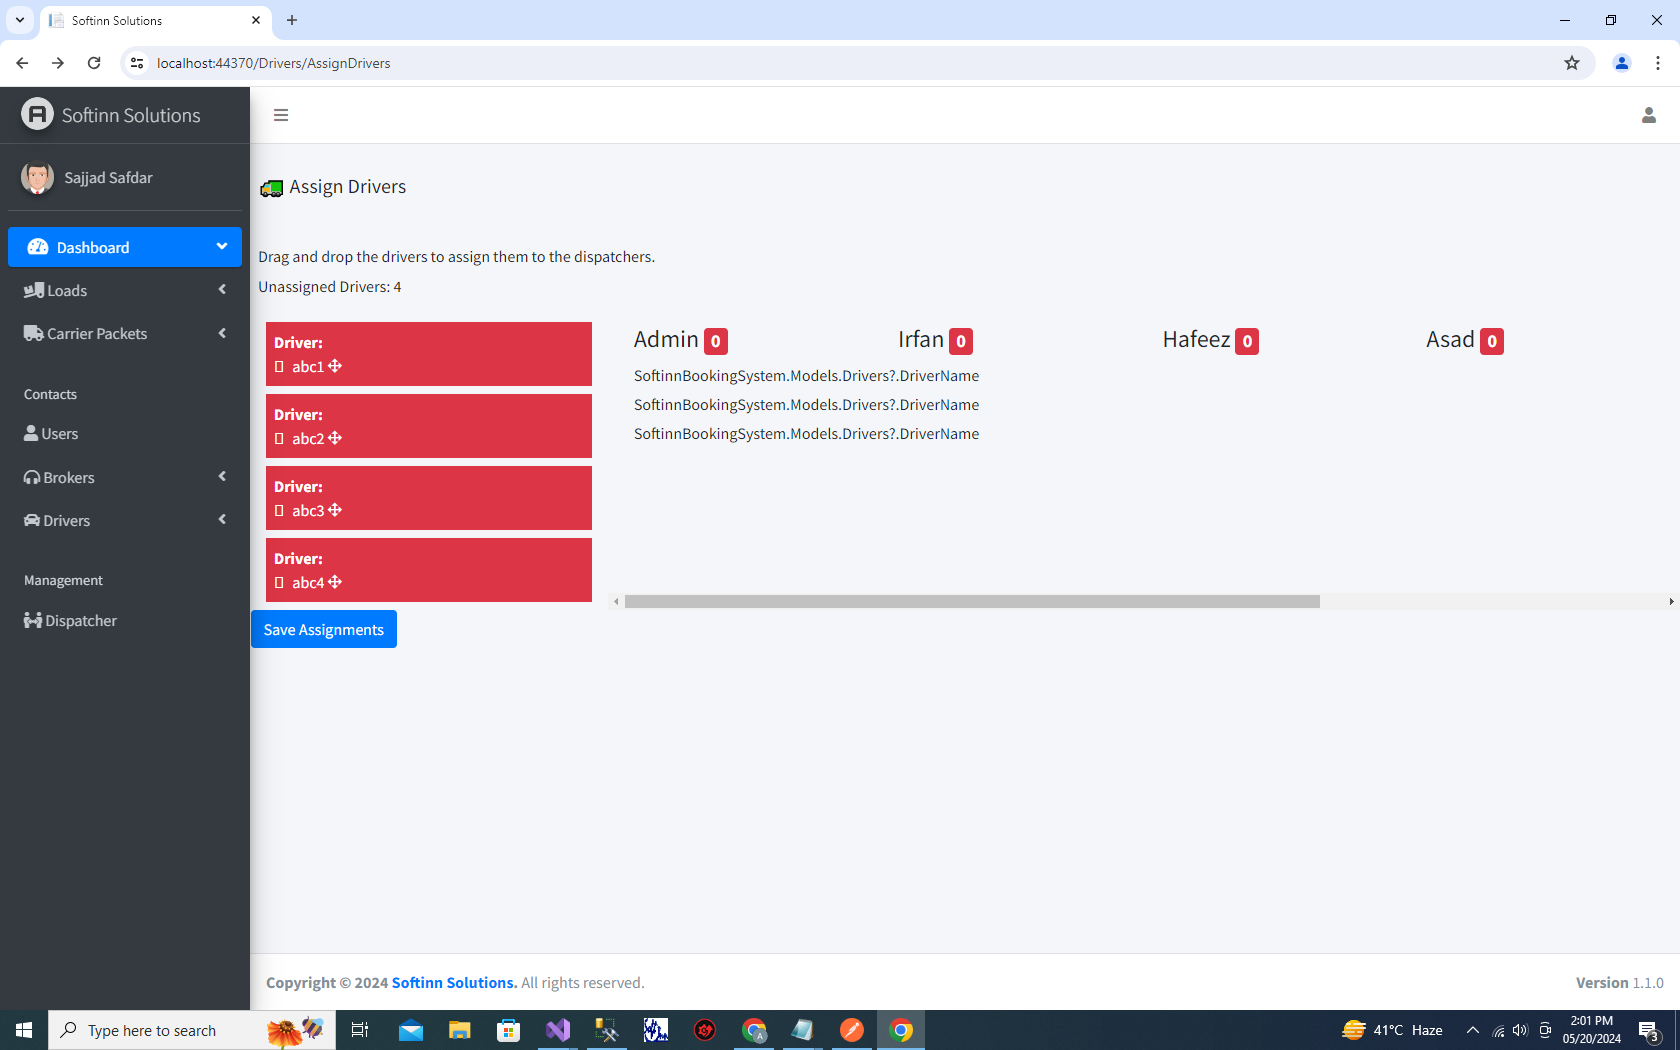 Softinn Solutions
localhost:44370/Drivers/AssignDrivers
A Softinn Solutions
Sajjad Safdar
Dashboard
Loads
Carrier Packets
Contacts
Users
Brokers
Drivers
Management
Dispatcher
Assign Drivers
Drag and drop the drivers to assign them to the dispatchers.
Unassigned Drivers: 4
Driver:
abc1
Driver:
abc2
Driver:
abc3
Driver:
abc4
Save Assignments
Admin 0 Irfan 0 Hafeez 0 Asad 0
SoftinnBookingSystem.Models.Drivers?.DriverName
SoftinnBookingSystem.Models.Drivers?.DriverName
SoftinnBookingSystem.Models.Drivers?.DriverName
Copyright © 2024 Softinn Solutions. All rights reserved.
Version 1.1.0
Type here to search
41°C Haze
2:01 PM
05/20/2024
3